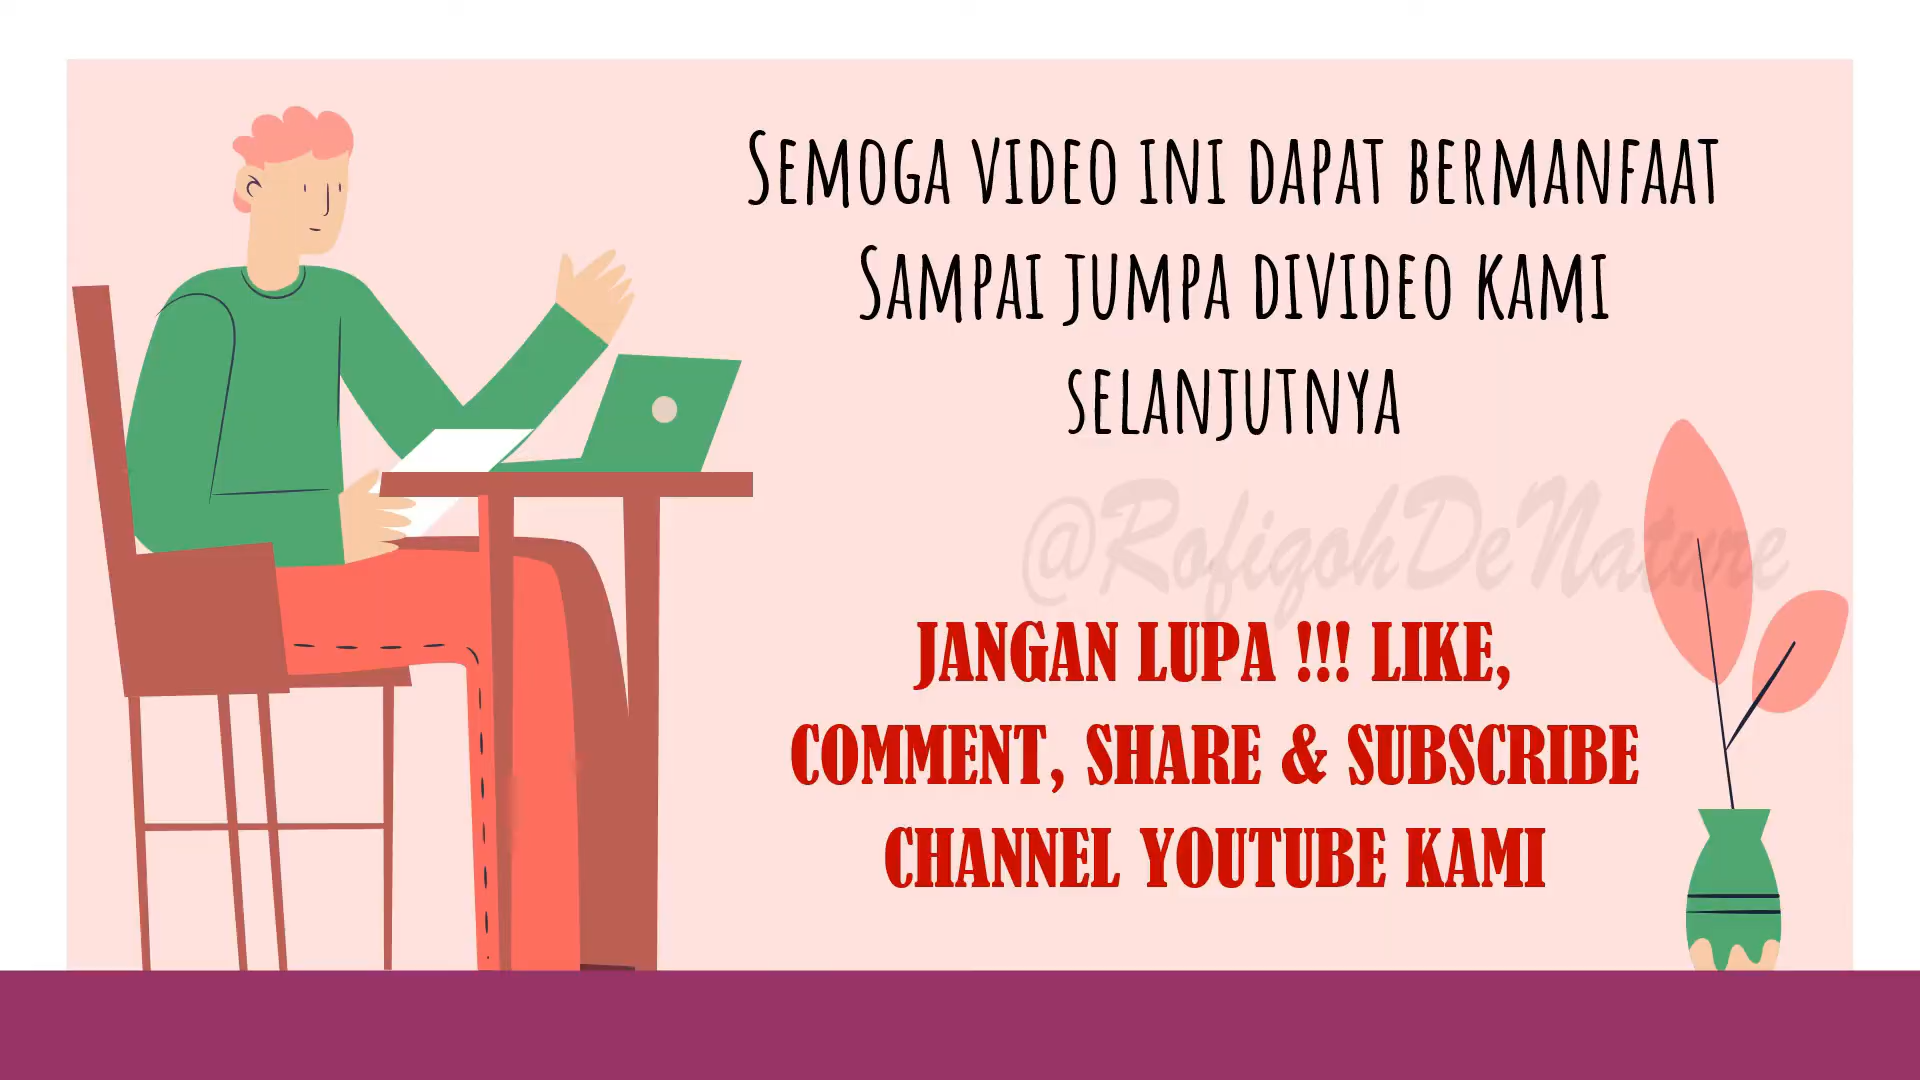 Semoga video ini dapat bermanfaat
Sampai jumpa divideo kami
selanjutnya
@RofiqohDeNature
JANGAN LUPA !!! LIKE,
COMMENT, SHARE & SUBSCRIBE
CHANNEL YOUTUBE KAMI